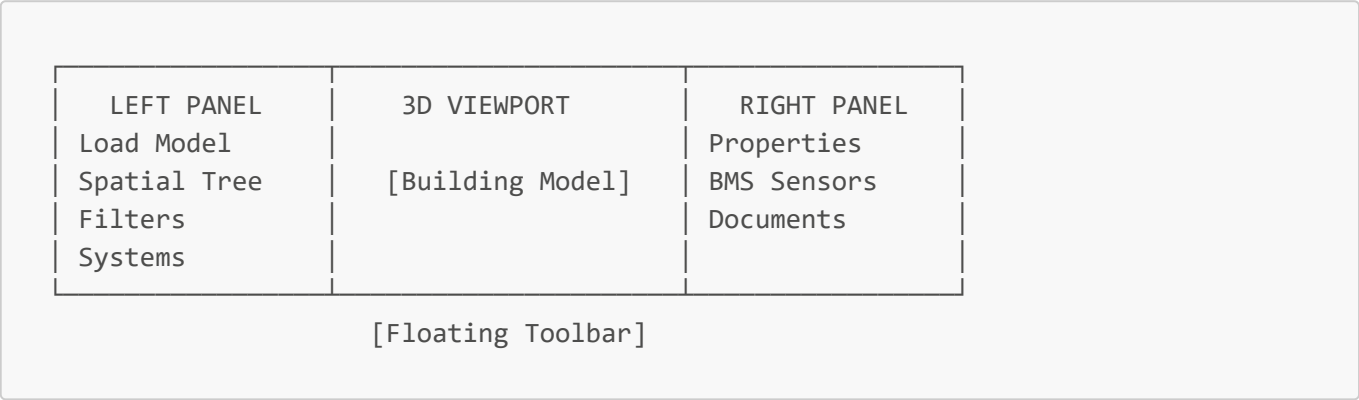 LEFT PANEL 3D VIEWPORT RIGHT PANEL
Load Model Properties
Spatial Tree [Building Model] BMS Sensors
Filters Documents
Systems
[Floating Toolbar]